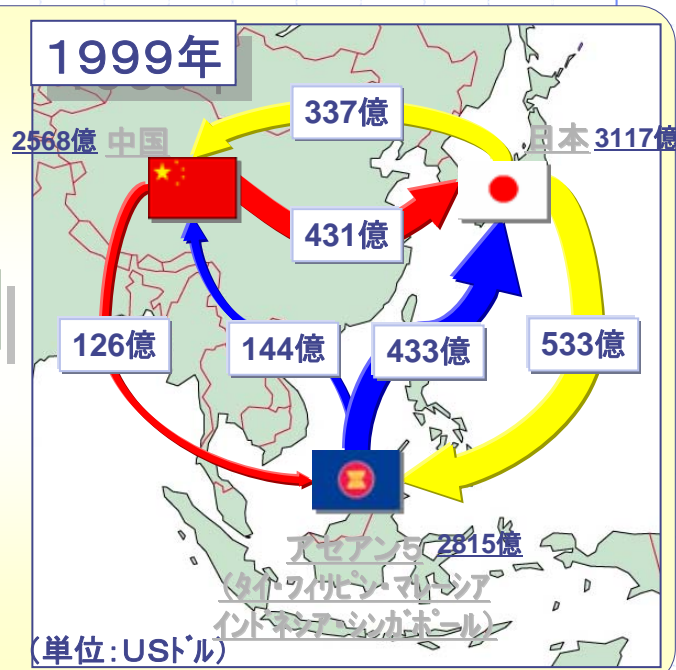 1999年
337億
2568億 中国
日本 3117億
431億
126億
144億
433億
533億
アセアン5 2815億
(タイ・フィリピン・マレーシア
インドネシア・シンガポール)
(単位:USドル)